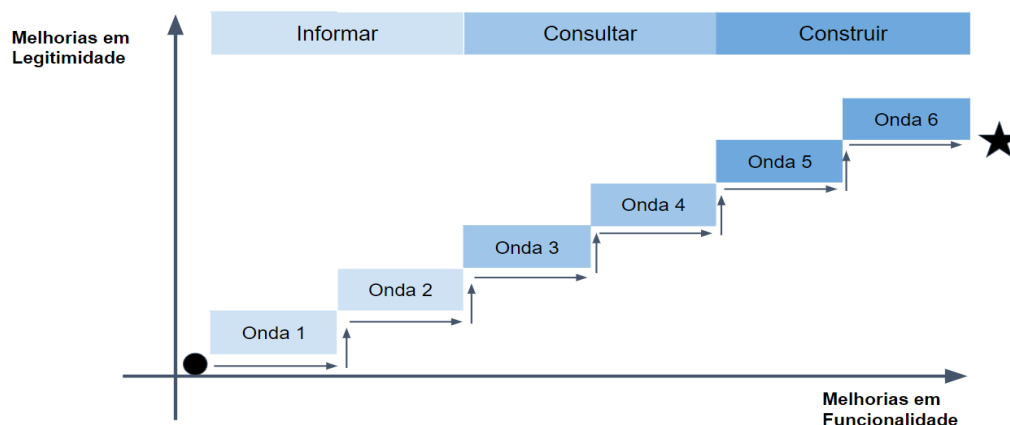 Melhorias em
Legitimidade
Informar
Consultar
Construir
Onda 6
Onda 5
Onda 4
Onda 3
Onda 2
Onda 1
Melhorias em
Funcionalidade